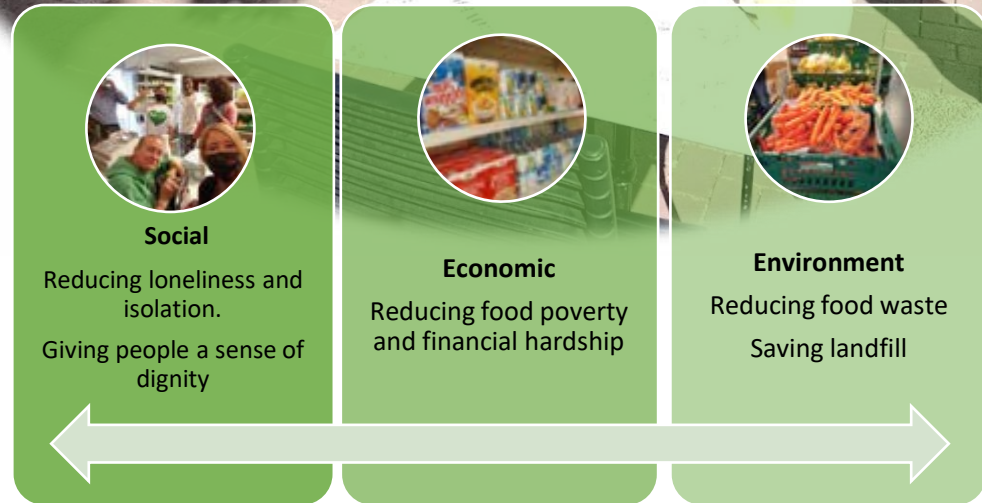 Social
Reducing loneliness and
isolation.
Giving people a sense of
dignity
Economic
Reducing food poverty
and financial hardship
Environment
Reducing food waste
Saving landfill